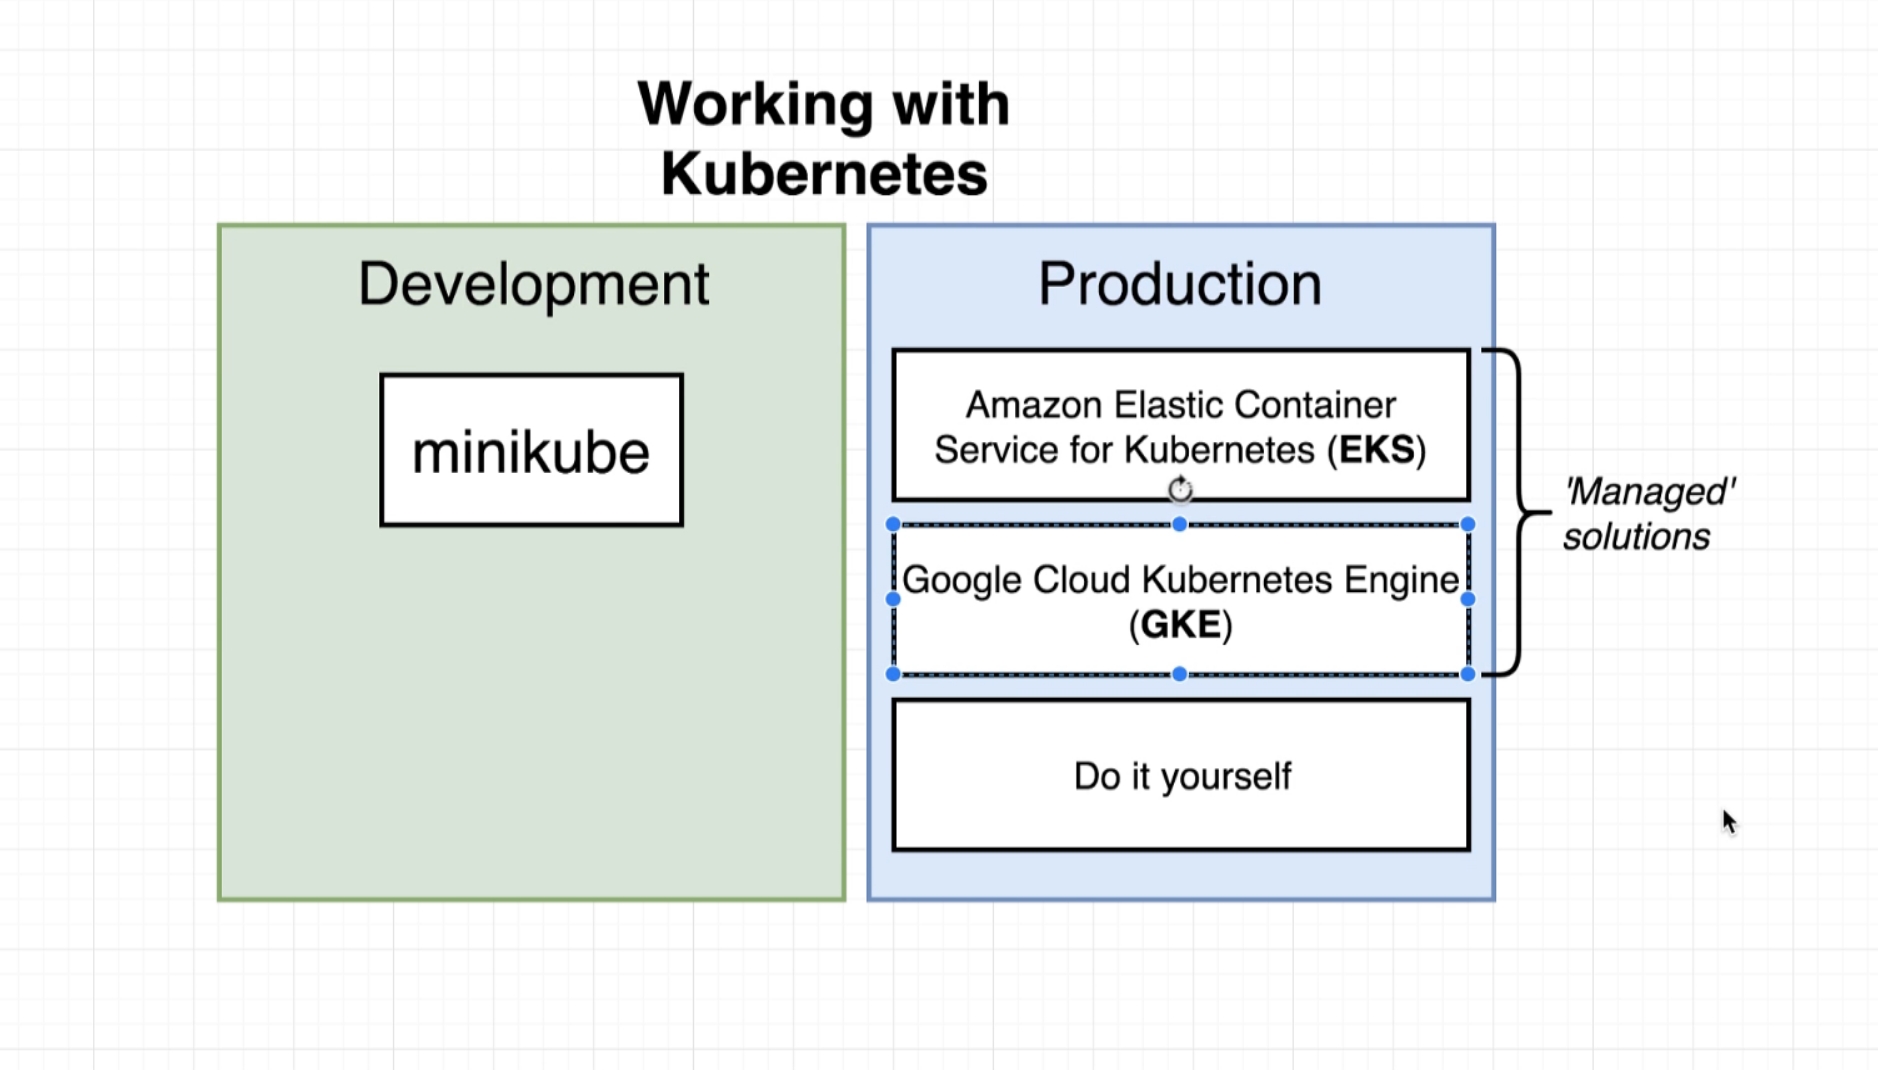 Working with
Kubernetes
Development
minikube
Production
Amazon Elastic Container
Service for Kubernetes (EKS)
Google Cloud Kubernetes Engine
(GKE)
Do it yourself
'Managed'
solutions